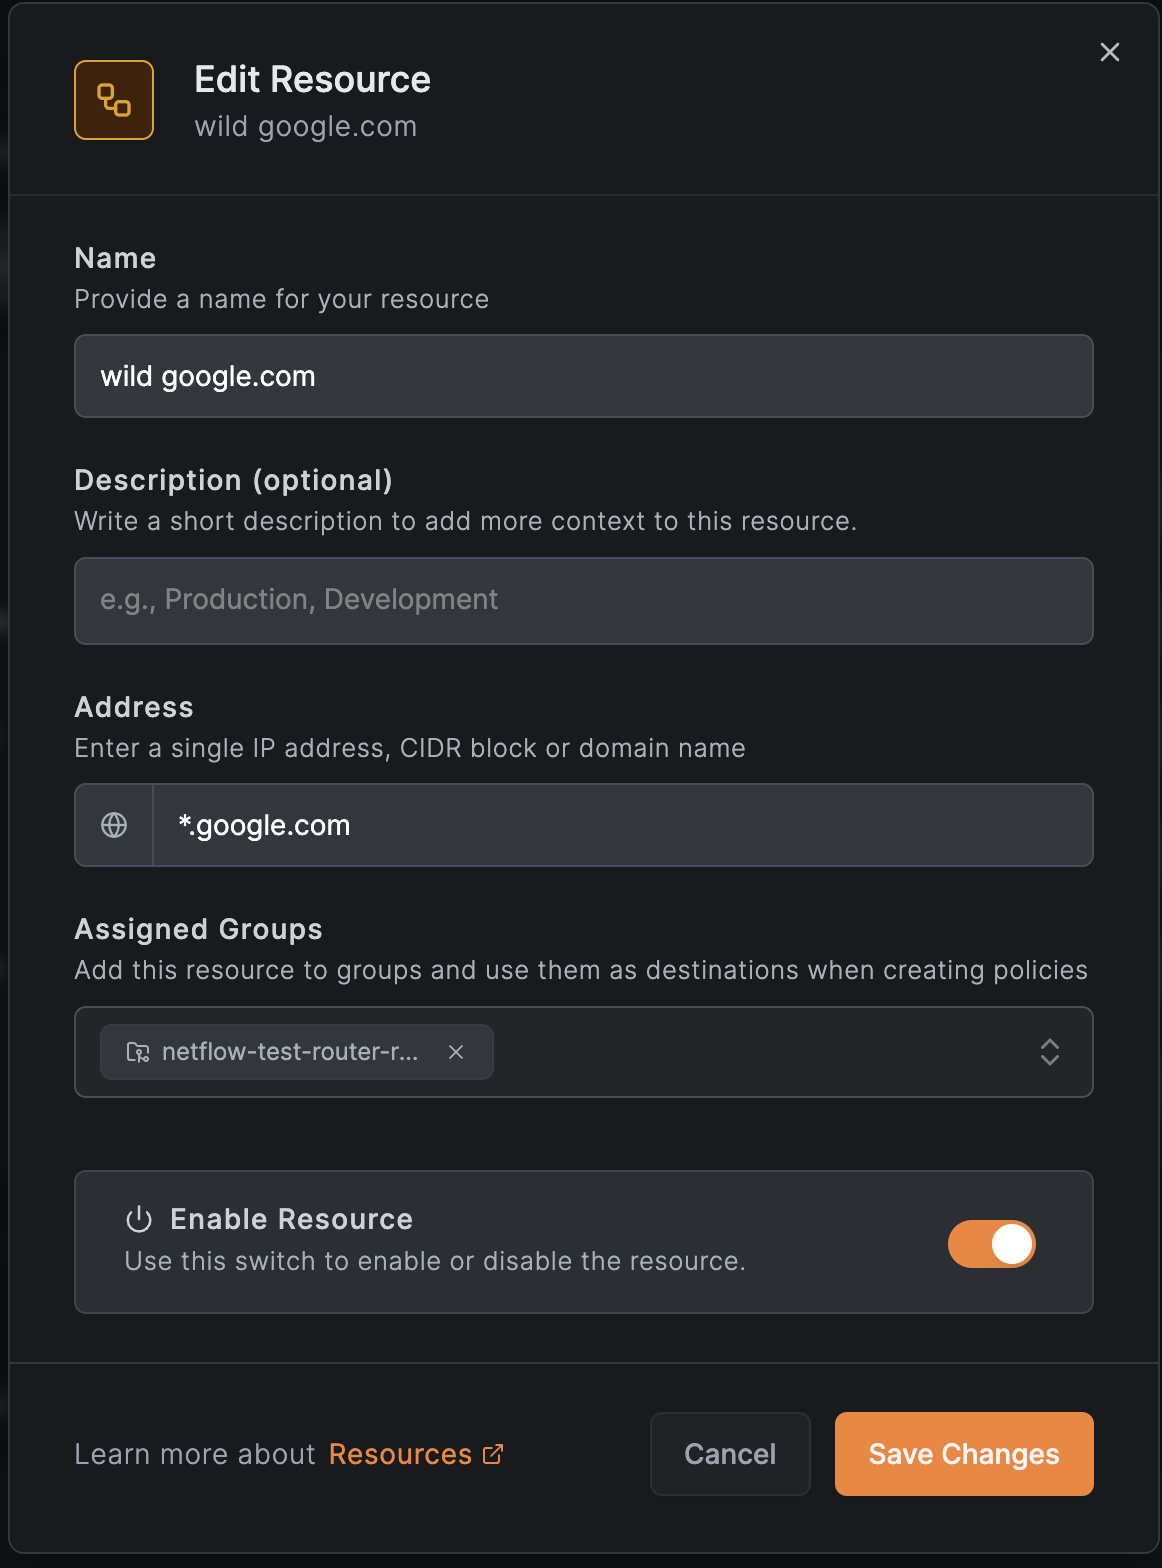 Edit Resource
wild google.com
Name
Provide a name for your resource
wild google.com
Description (optional)
Write a short description to add more context to this resource.
e.g., Production, Development
Address
Enter a single IP address, CIDR block or domain name
*.google.com
Assigned Groups
Add this resource to groups and use them as destinations when creating policies
netflow-test-router-r...
Enable Resource
Use this switch to enable or disable the resource.
Learn more about Resources
Cancel
Save Changes